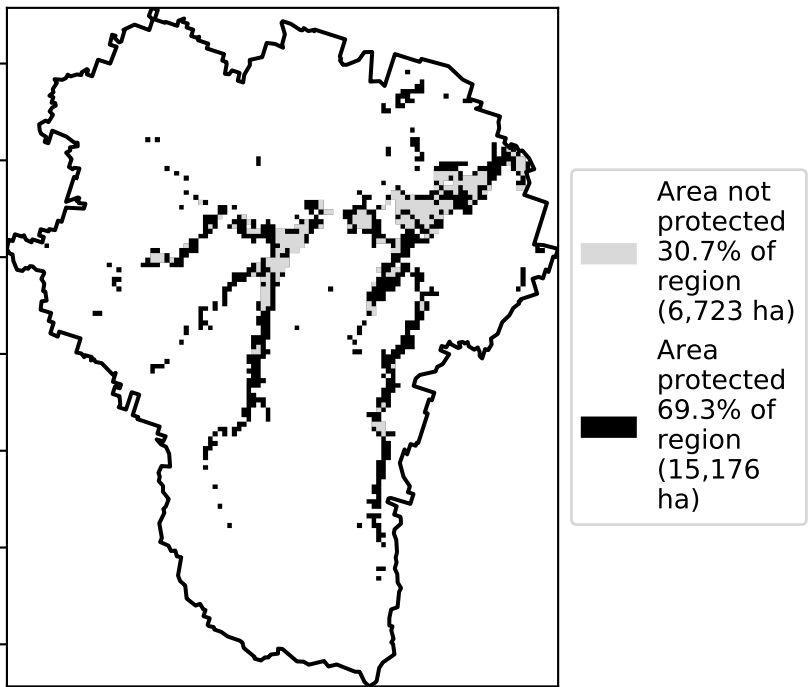 Area not
protected
30.7% of
region
(6,723 ha)
Area
protected
69.3% of
region
(15,176
ha)